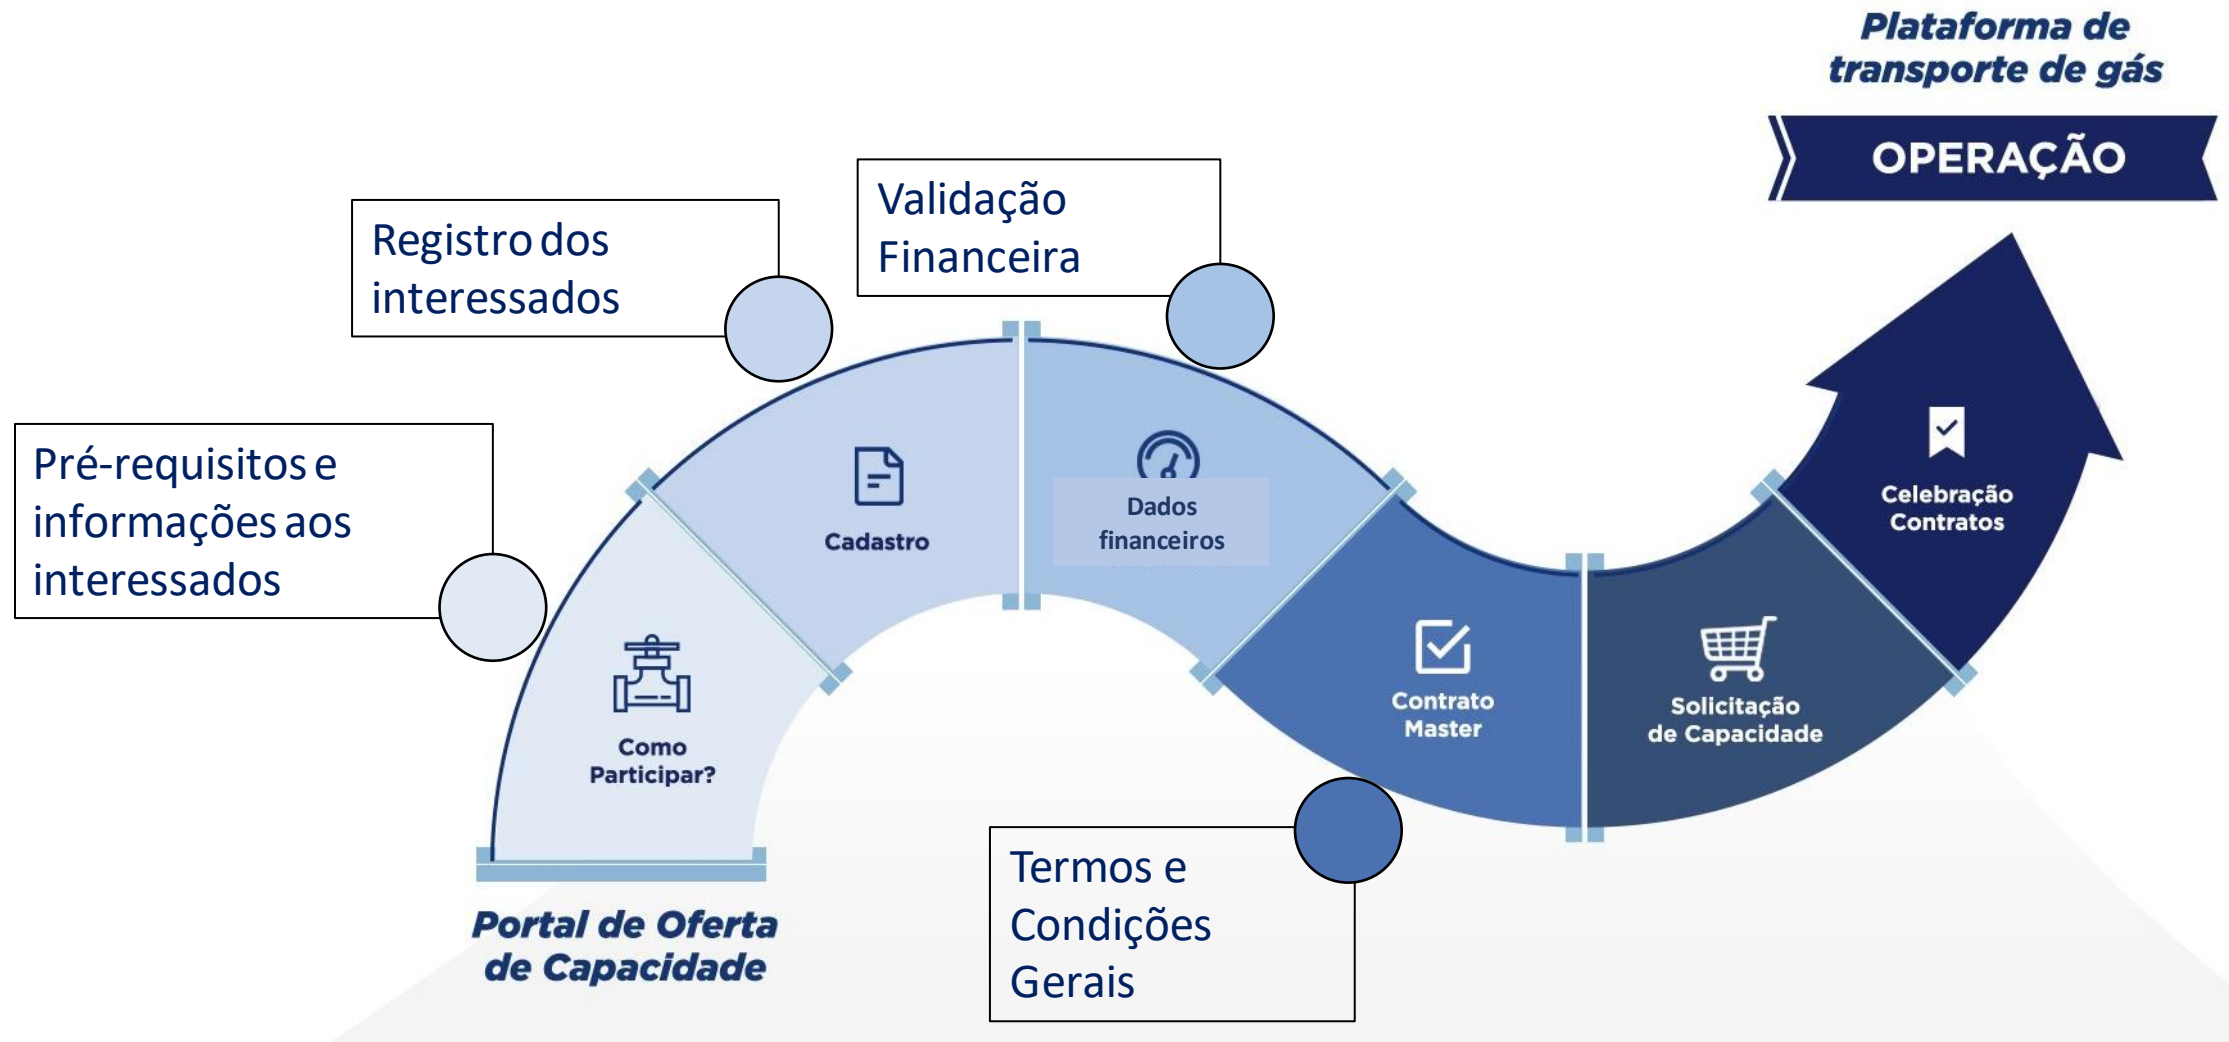 Plataforma de
transporte de gás
OPERAÇÃO
Validação
Financeira
Registro dos
interessados
Pré-requisitos e
informações aos
interessados
Como
Participar?
Cadastro
Dados
financeiros
Contrato
Master
Solicitação
de Capacidade
Celebração
Contratos
Termos e
Condições
Gerais
Portal de Oferta
de Capacidade